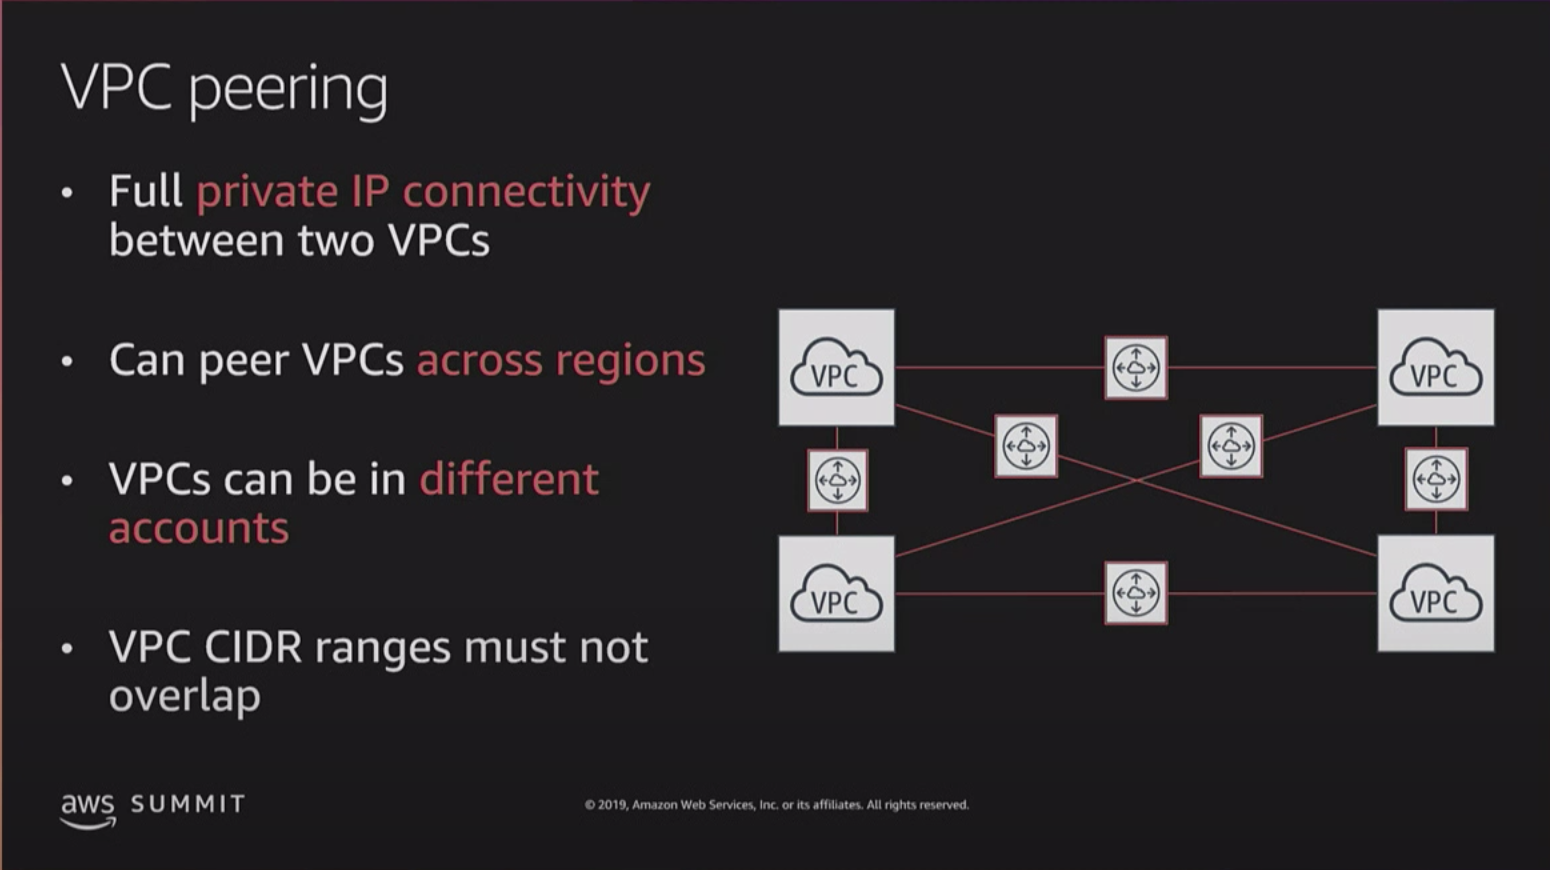 VPC peering
• Full private IP connectivity
between two VPCs
• Can peer VPCs across regions
• VPCs can be in different
accounts
• VPC CIDR ranges must not
overlap
VPC
VPC
VPC
VPC
aws SUMMIT
© 2019, Amazon Web Services, Inc. or its affiliates. All rights reserved.